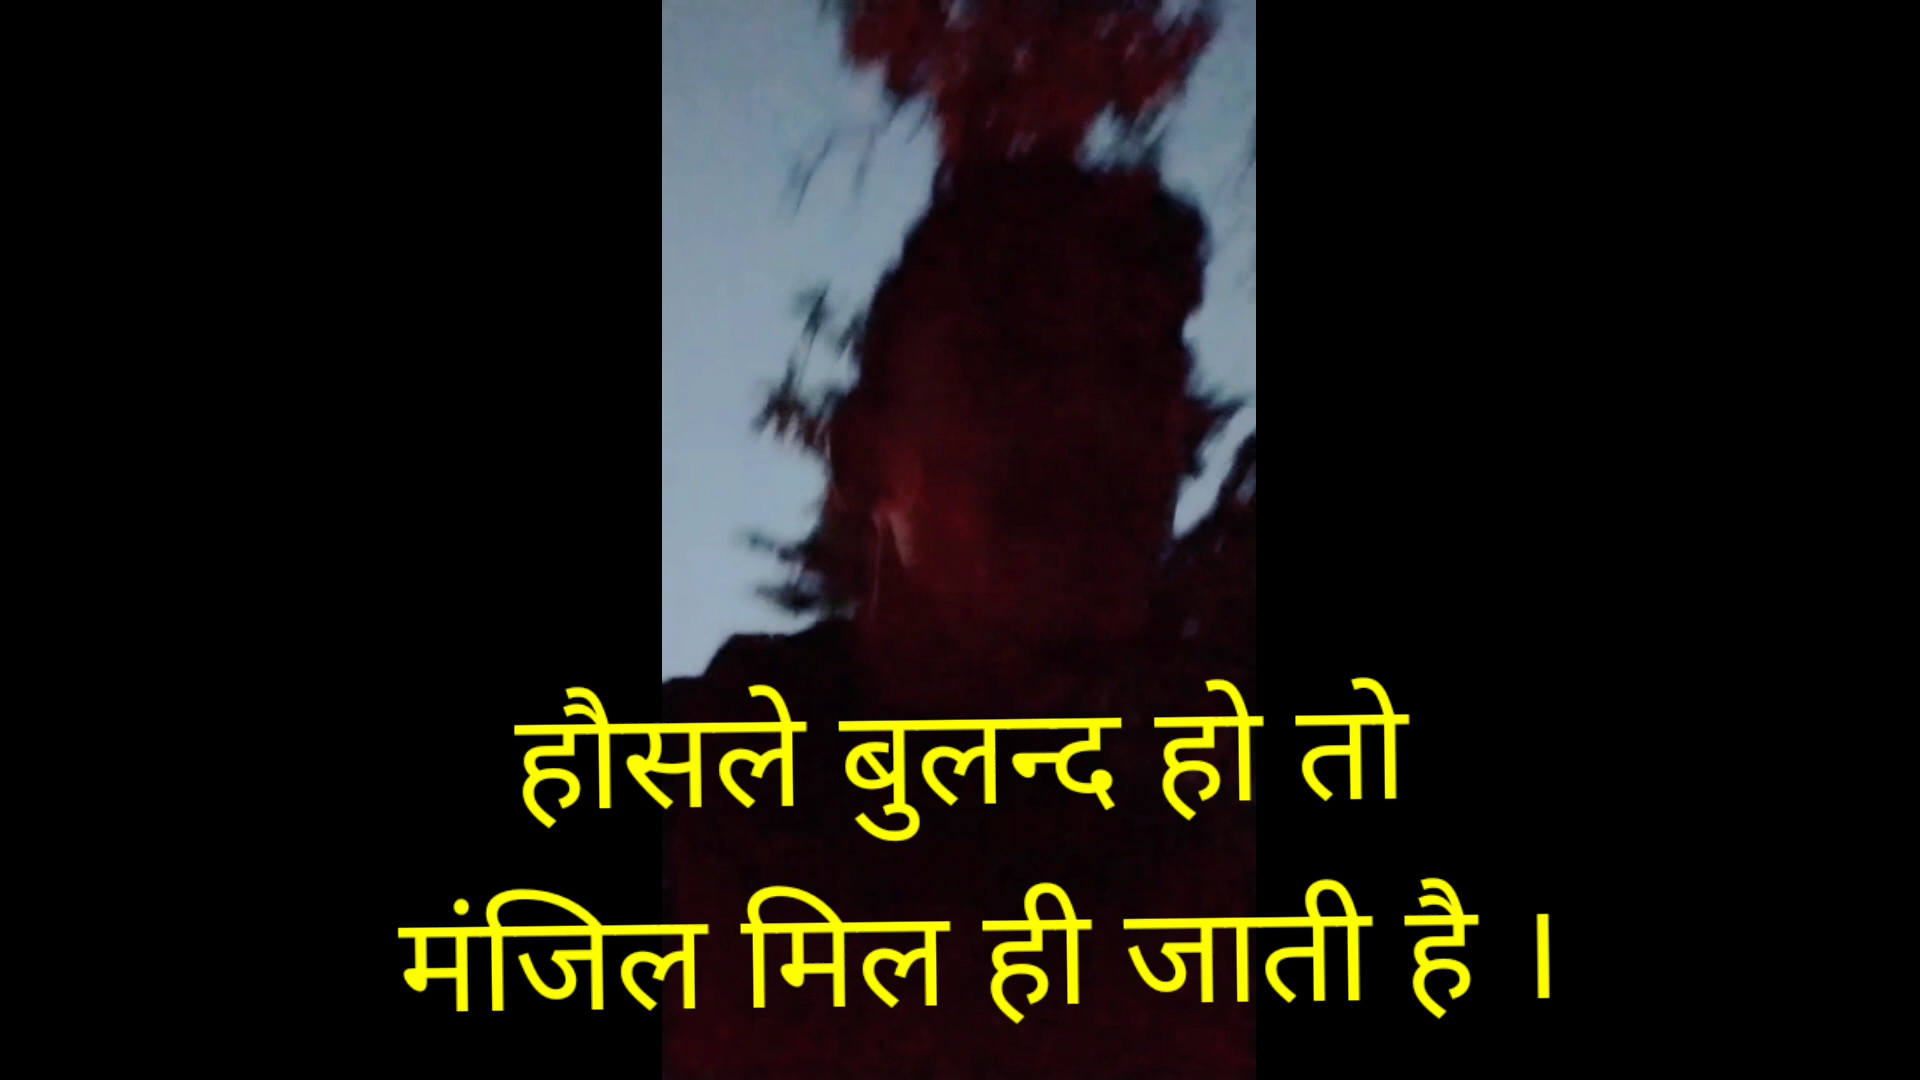 हौसले बुलन्द हो तो
मंजिल मिल ही जाती है ।